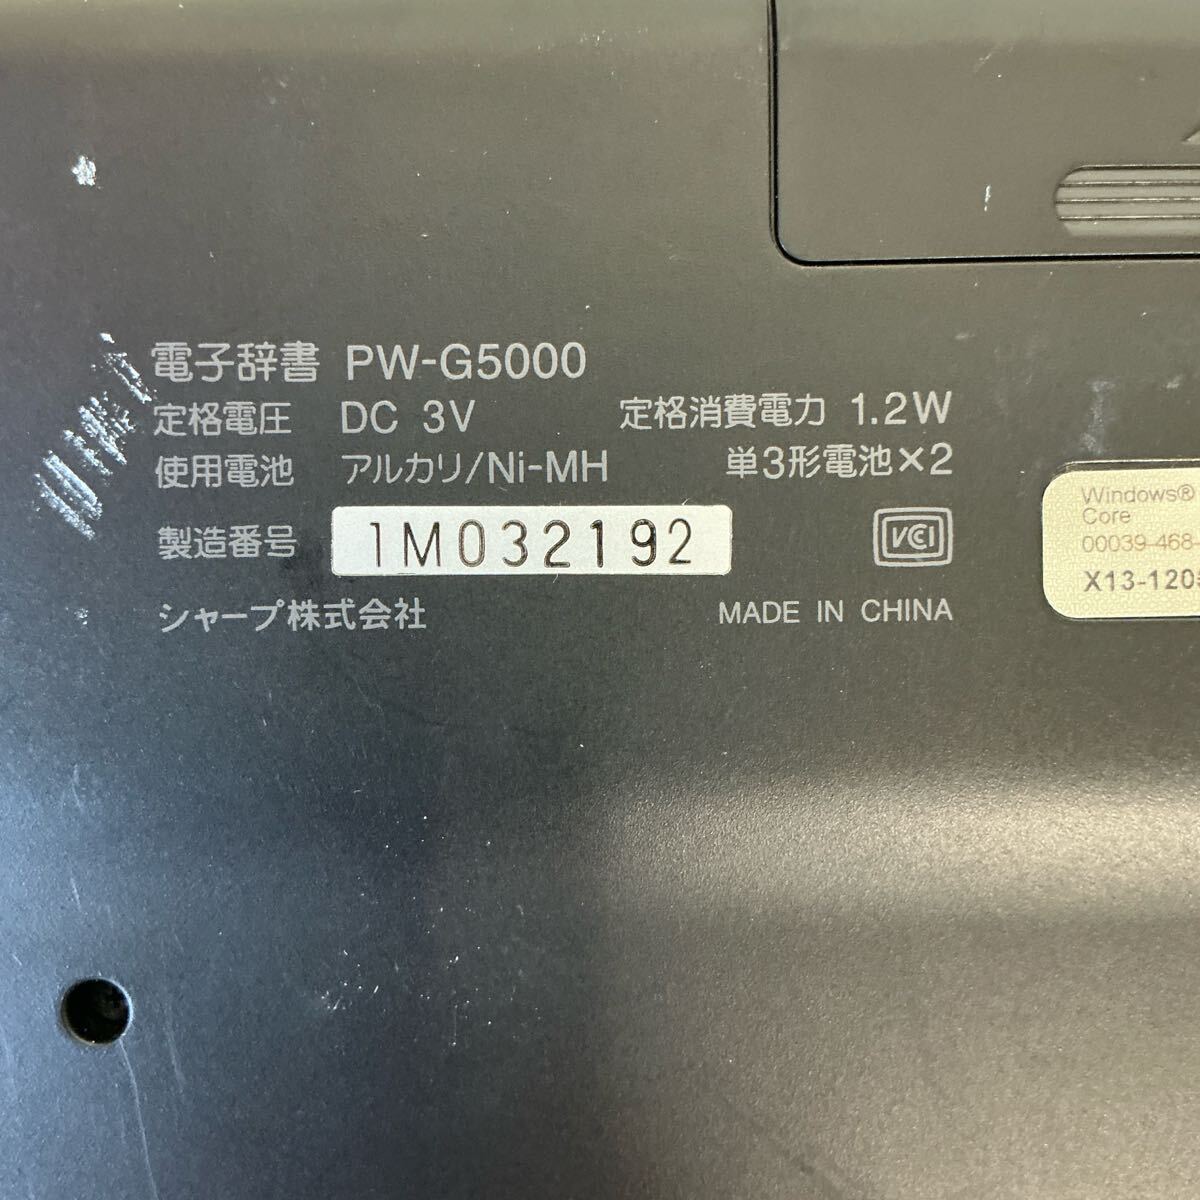 電子辞書 PW-G5000
定格電圧 DC 3V 定格消費電力 1.2W
使用電池 アルカリ/Ni-MH 単3形電池×2
製造番号 1M032192
VCI
シャープ株式会社 MADE IN CHINA
Windows®
Core
00039-468-
X13-120